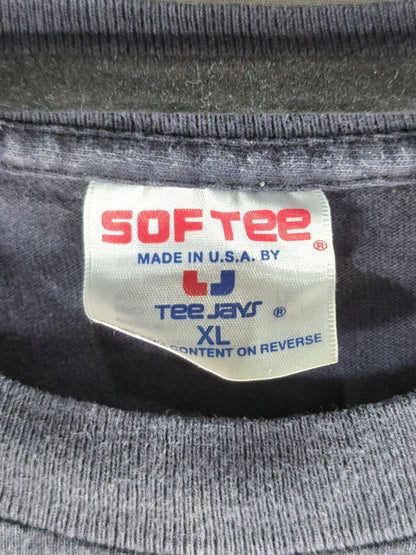 SOFTEE®
MADE IN U.S.A. BY
TEE JAYS ®
XL
CONTENT ON REVERSE